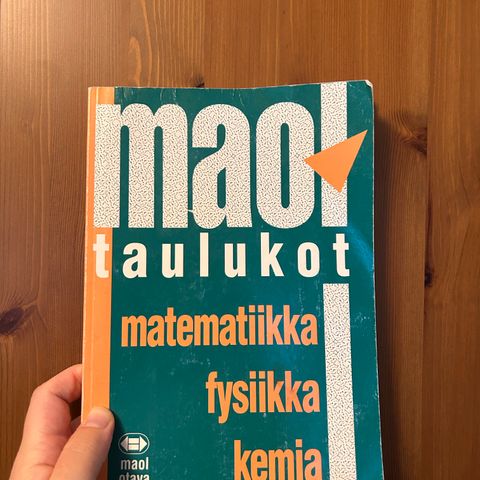 maol
taulukot
matematiikka
fysiikka
kemia
maol
otava